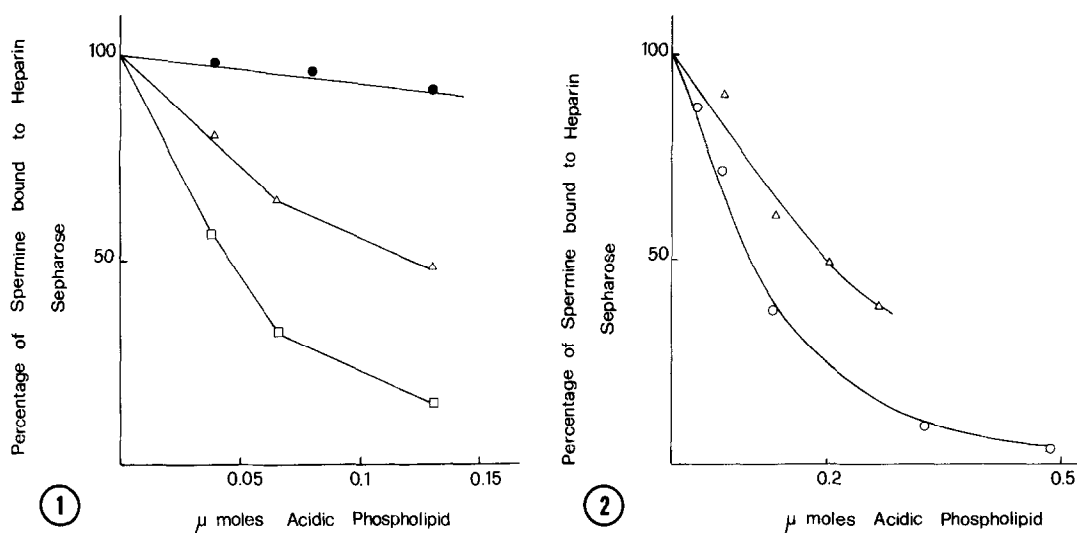 Percentage of Spermine bound to Heparin
Sepharose
100
50
0.05
0.1
0.15
1
μ moles Acidic Phospholipid
Percentage of Spermine bound to Heparin
Sepharose
100
50
0.2
0.5
2
μ moles Acidic Phospholipid